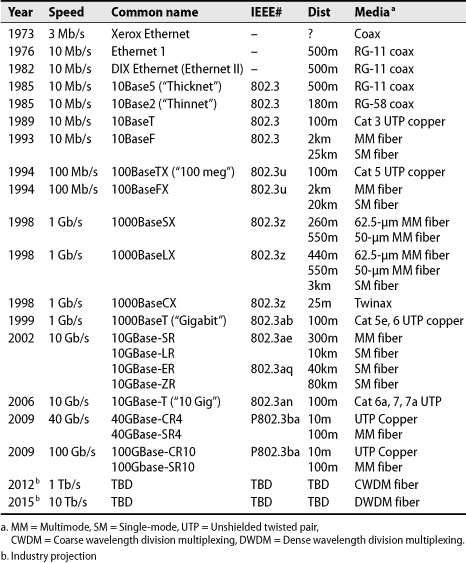 Year Speed Common name IEEE# Dist Media a
1973 3 Mb/s Xerox Ethernet – ? Coax
1976 10 Mb/s Ethernet 1 – 500m RG-11 coax
1982 10 Mb/s DIX Ethernet (Ethernet II) – 500m RG-11 coax
1985 10 Mb/s 10Base5 (“Thicknet”) 802.3 500m RG-11 coax
1985 10 Mb/s 10Base2 (“Thinnet”) 802.3 180m RG-58 coax
1989 10 Mb/s 10BaseT 802.3 100m Cat 3 UTP copper
1993 10 Mb/s 10BaseF 802.3 2km MM fiber
25km SM fiber
1994 100 Mb/s 100BaseTX (“100 meg”) 802.3u 100m Cat 5 UTP copper
1994 100 Mb/s 100BaseFX 802.3u 2km MM fiber
20km SM fiber
1998 1 Gb/s 1000BaseSX 802.3z 260m 62.5-μm MM fiber
550m 50-μm MM fiber
1998 1 Gb/s 1000BaseLX 802.3z 440m 62.5-μm MM fiber
550m 50-μm MM fiber
3km SM fiber
1998 1 Gb/s 1000BaseCX 802.3z 25m Twinax
1999 1 Gb/s 1000BaseT (“Gigabit”) 802.3ab 100m Cat 5e, 6 UTP copper
2002 10 Gb/s 10GBase-SR 802.3ae 300m MM fiber
10GBase-LR 10km SM fiber
10GBase-ER 802.3aq 40km SM fiber
10GBase-ZR 80km SM fiber
2006 10 Gb/s 10GBase-T (“10 Gig”) 802.3an 100m Cat 6a, 7, 7a UTP
2009 40 Gb/s 40GBase-CR4 P802.3ba 10m UTP Copper
40GBase-SR4 100m MM fiber
2009 100 Gb/s 100GBase-CR10 P802.3ba 10m UTP Copper
100GBase-SR10 100m MM fiber
2012 b 1 Tb/s TBD TBD TBD CWDM fiber
2015 b 10 Tb/s TBD TBD TBD DWDM fiber
a. MM = Multimode, SM = Single-mode, UTP = Unshielded twisted pair,
CWDM = Coarse wavelength division multiplexing, DWDM = Dense wavelength division multiplexing.
b. Industry projection